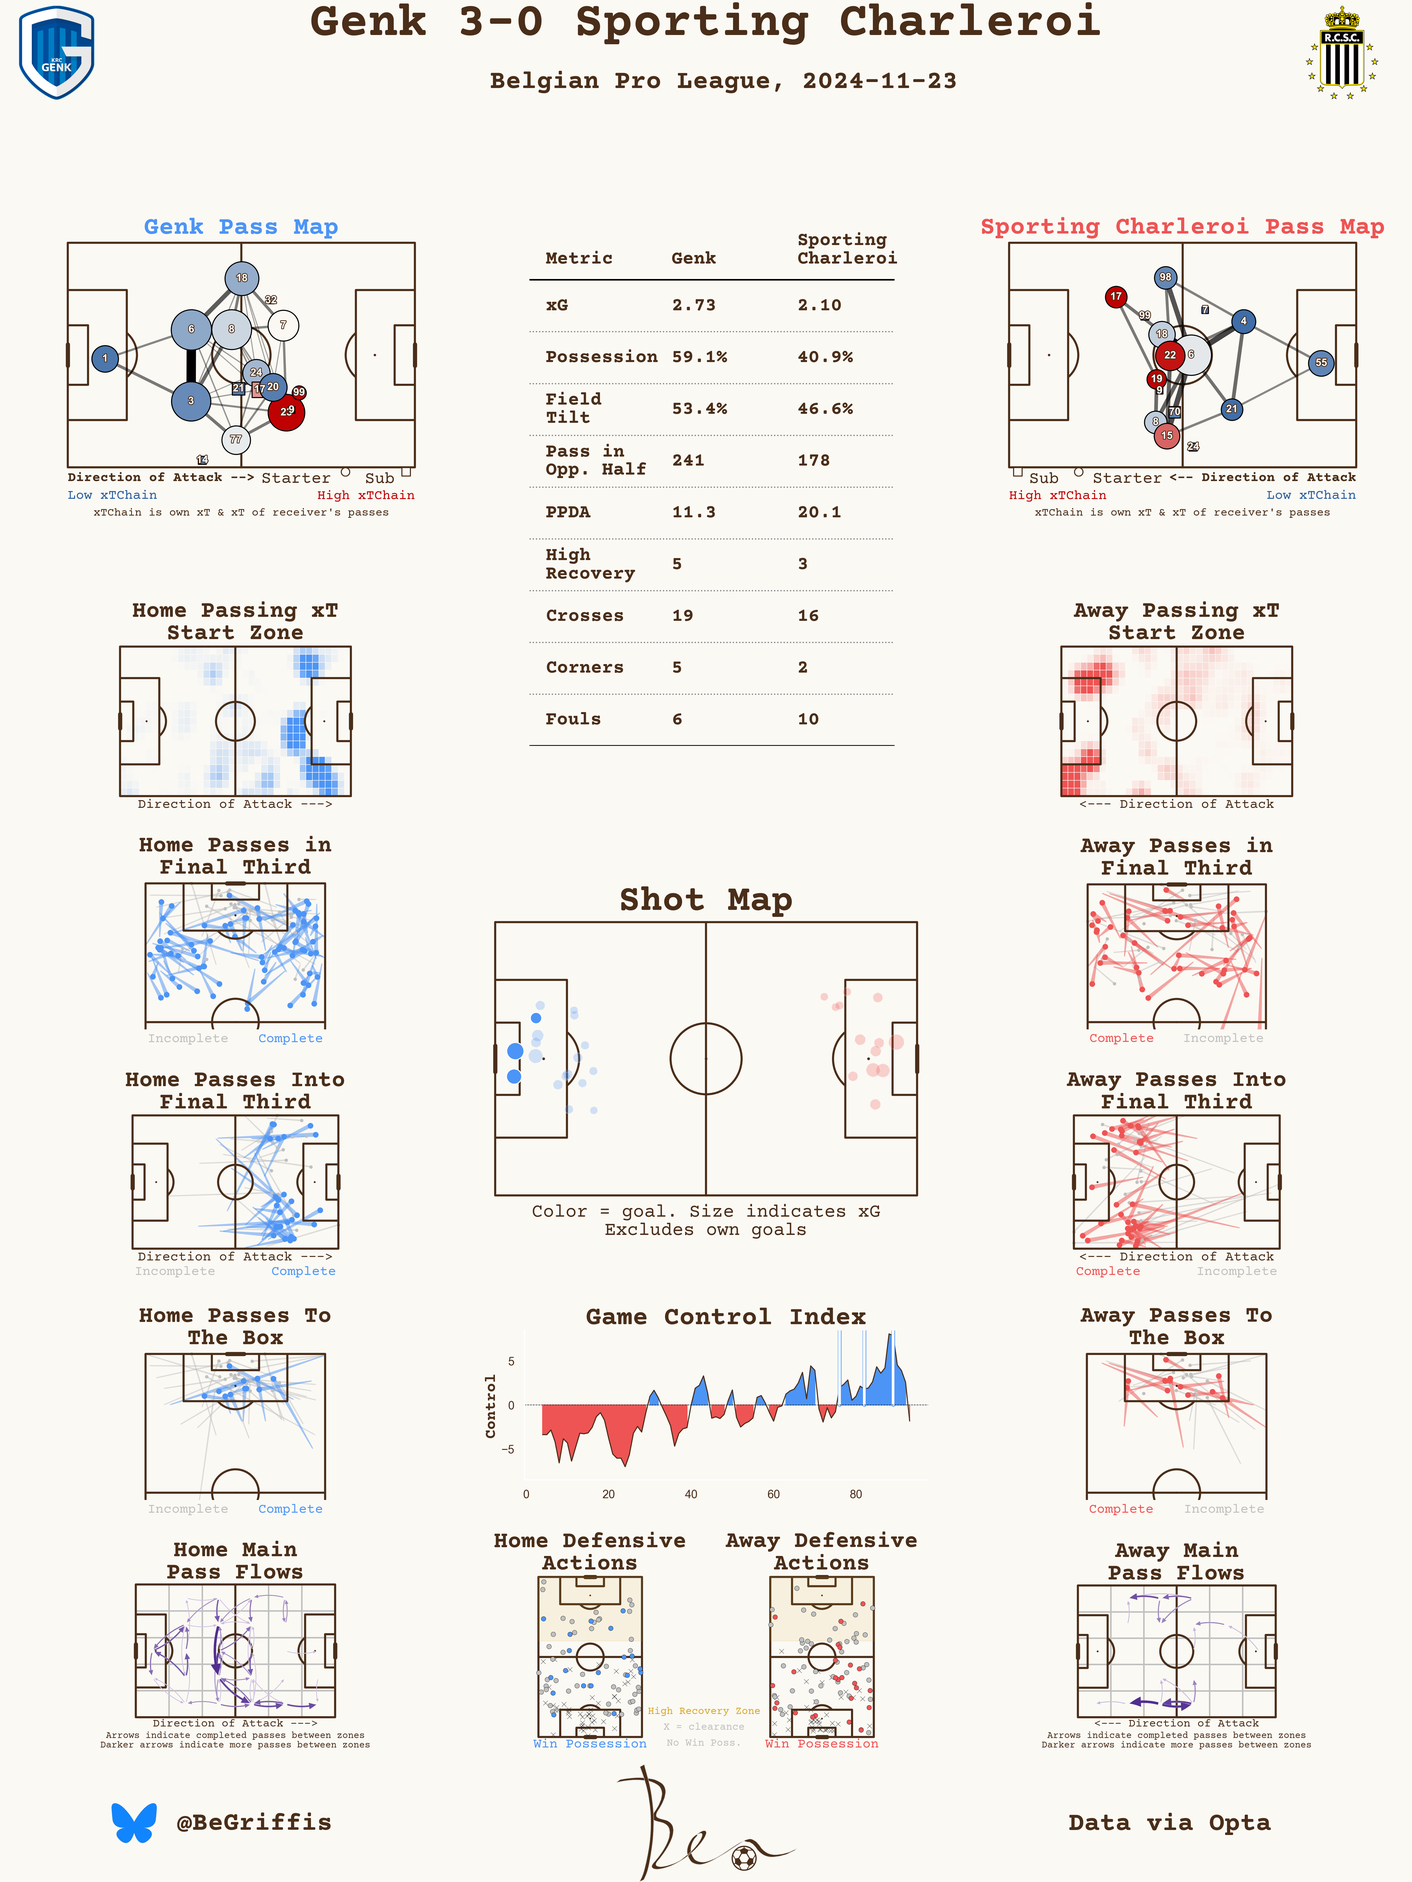 Genk 3-0 Sporting Charleroi
Belgian Pro League, 2024-11-23
KRC
GENK
R.C.S.C.
Genk Pass Map
18
32
6
8
7
1
24
21
17
20
99
3
9
77
14
Direction of Attack --> Starter Sub
Low xTChain High xTChain
xTChain is own xT & xT of receiver's passes
Metric Genk Sporting Charleroi
xG 2.73 2.10
Possession 59.1% 40.9%
Field Tilt 53.4% 46.6%
Pass in Opp. Half 241 178
PPDA 11.3 20.1
High Recovery 5 3
Crosses 19 16
Corners 5 2
Fouls 6 10
Sporting Charleroi Pass Map
98
17
99
7
4
18
22
6
55
19
9
70
21
8
15
24
Sub Starter <-- Direction of Attack
High xTChain Low xTChain
xTChain is own xT & xT of receiver's passes
Home Passing xT
Start Zone
Direction of Attack --->
Away Passing xT
Start Zone
<--- Direction of Attack
Home Passes in
Final Third
Incomplete Complete
Away Passes in
Final Third
Complete Incomplete
Shot Map
Color = goal. Size indicates xG
Excludes own goals
Home Passes Into
Final Third
Direction of Attack --->
Incomplete Complete
Away Passes Into
Final Third
<--- Direction of Attack
Complete Incomplete
Home Passes To
The Box
Incomplete Complete
Game Control Index
Control
5
0
−5
0 20 40 60 80
Away Passes To
The Box
Complete Incomplete
Home Main
Pass Flows
Direction of Attack --->
Arrows indicate completed passes between zones
Darker arrows indicate more passes between zones
Home Defensive
Actions
Win Possession
High Recovery Zone
X = clearance
No Win Poss.
Away Defensive
Actions
Win Possession
Away Main
Pass Flows
<--- Direction of Attack
Arrows indicate completed passes between zones
Darker arrows indicate more passes between zones
@BeGriffis
Ben
Data via Opta